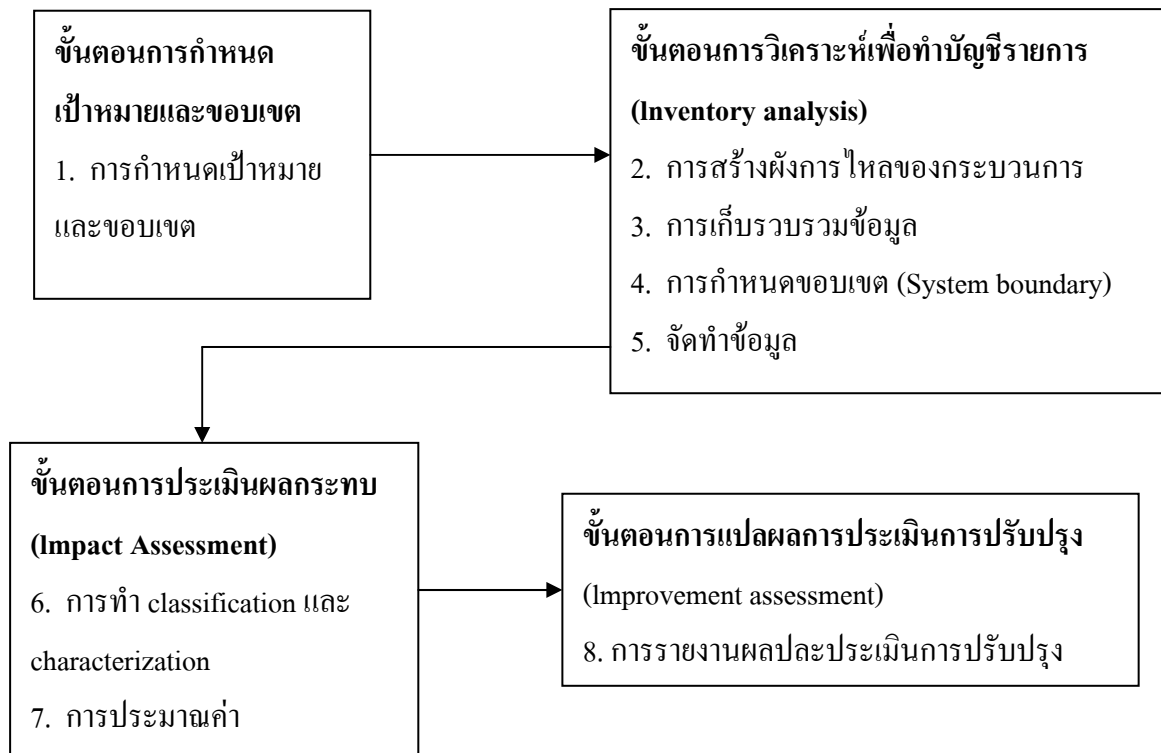 ขั้นตอนการกำหนด
เป้าหมายและขอบเขต
1. การกำหนดเป้าหมาย
และขอบเขต
ขั้นตอนการวิเคราะห์เพื่อทำบัญชีรายการ
(Inventory analysis)
2. การสร้างผังการไหลของกระบวนการ
3. การเก็บรวบรวมข้อมูล
4. การกำหนดขอบเขต (System boundary)
5. จัดทำข้อมูล
ขั้นตอนการประเมินผลกระทบ
(Impact Assessment)
6. การทำ classification และ
characterization
7. การประมาณค่า
ขั้นตอนการแปลผลการประเมินการปรับปรุง
(Improvement assessment)
8. การรายงานผลปละประเมินการปรับปรุง